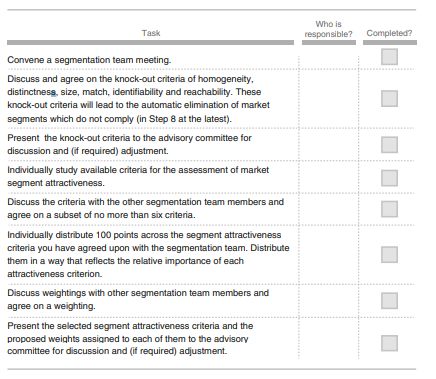 Task
Who is
responsible?
Completed?
Convene a segmentation team meeting.
Discuss and agree on the knock-out criteria of homogeneity,
distinctness, size, match, identifiability and reachability. These
knock-out criteria will lead to the automatic elimination of market
segments which do not comply (in Step 8 at the latest).
Present the knock-out criteria to the advisory committee for
discussion and (if required) adjustment.
Individually study available criteria for the assessment of market
segment attractiveness.
Discuss the criteria with the other segmentation team members and
agree on a subset of no more than six criteria.
Individually distribute 100 points across the segment attractiveness
criteria you have agreed upon with the segmentation team. Distribute
them in a way that reflects the relative importance of each
attractiveness criterion.
Discuss weightings with other segmentation team members and
agree on a weighting.
Present the selected segment attractiveness criteria and the
proposed weights assigned to each of them to the advisory
committee for discussion and (if required) adjustment.